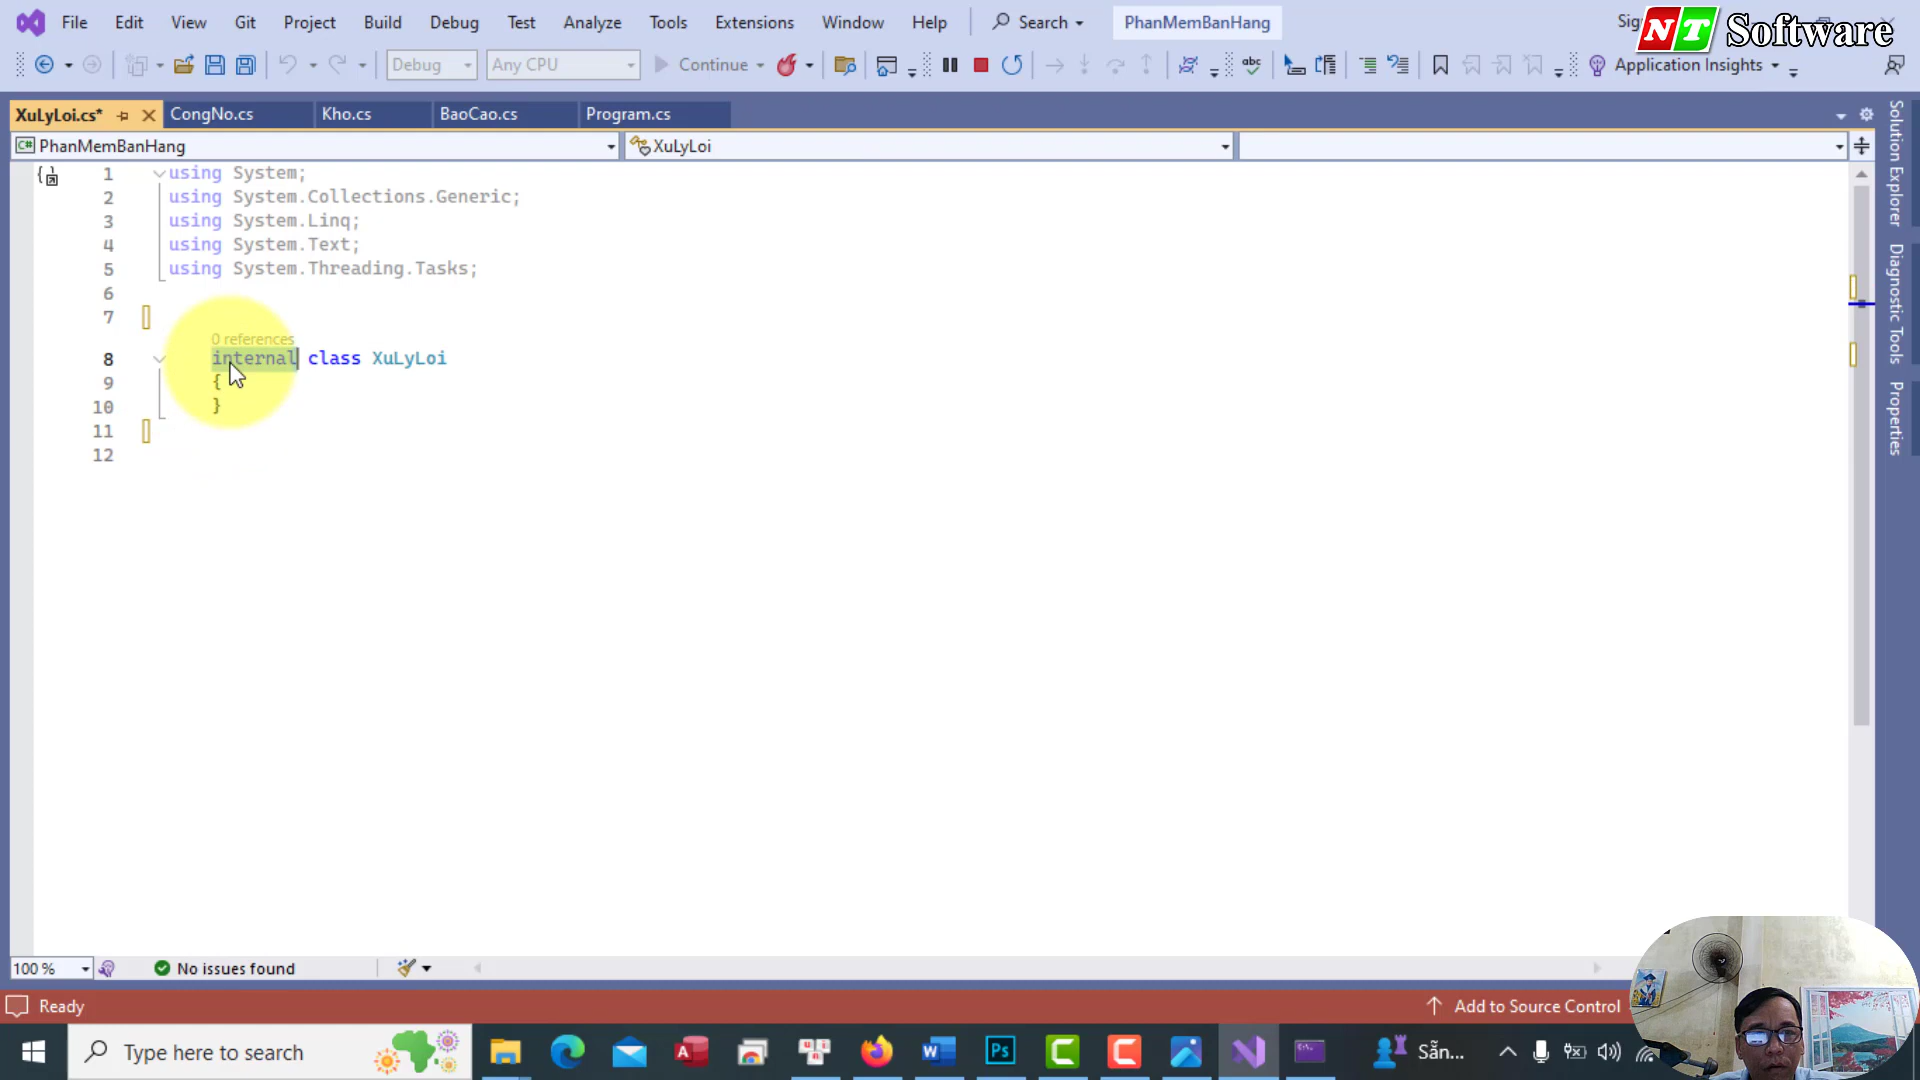 File Edit View Git Project Build Debug Test Analyze Tools Extensions Window Help Search PhanMemBanHang
NT Software
Debug Any CPU Continue Application Insights
XuLyLoi.cs* CongNo.cs Kho.cs BaoCao.cs Program.cs
PhanMemBanHang XuLyLoi
1 using System;
2 using System.Collections.Generic;
3 using System.Linq;
4 using System.Text;
5 using System.Threading.Tasks;
6
7
0 references
8 internal class XuLyLoi
9 {
10 }
11
12
Solution Explorer
Diagnostic Tools
Properties
100 % No issues found
Ready Add to Source Control
Type here to search Sẵn...